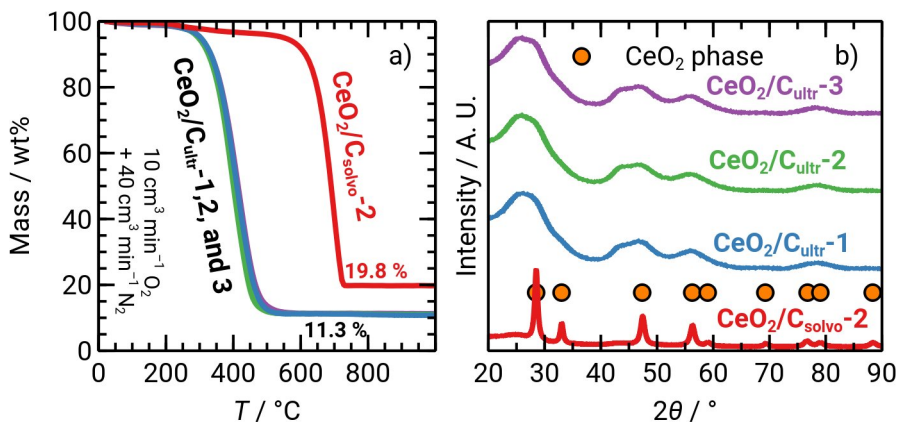 a)
100
80
60
40
20
0
Mass / wt%
CeO₂/Cultr-1,2, and 3
CeO₂/Csolvo-2
10 cm³ min⁻¹ O₂
+ 40 cm³ min⁻¹ N₂
19.8 %
11.3 %
0 200 400 600 800
T / °C
b)
CeO₂ phase
CeO₂/Cultr-3
CeO₂/Cultr-2
CeO₂/Cultr-1
CeO₂/Csolvo-2
Intensity / A. U.
20 30 40 50 60 70 80 90
2θ / °